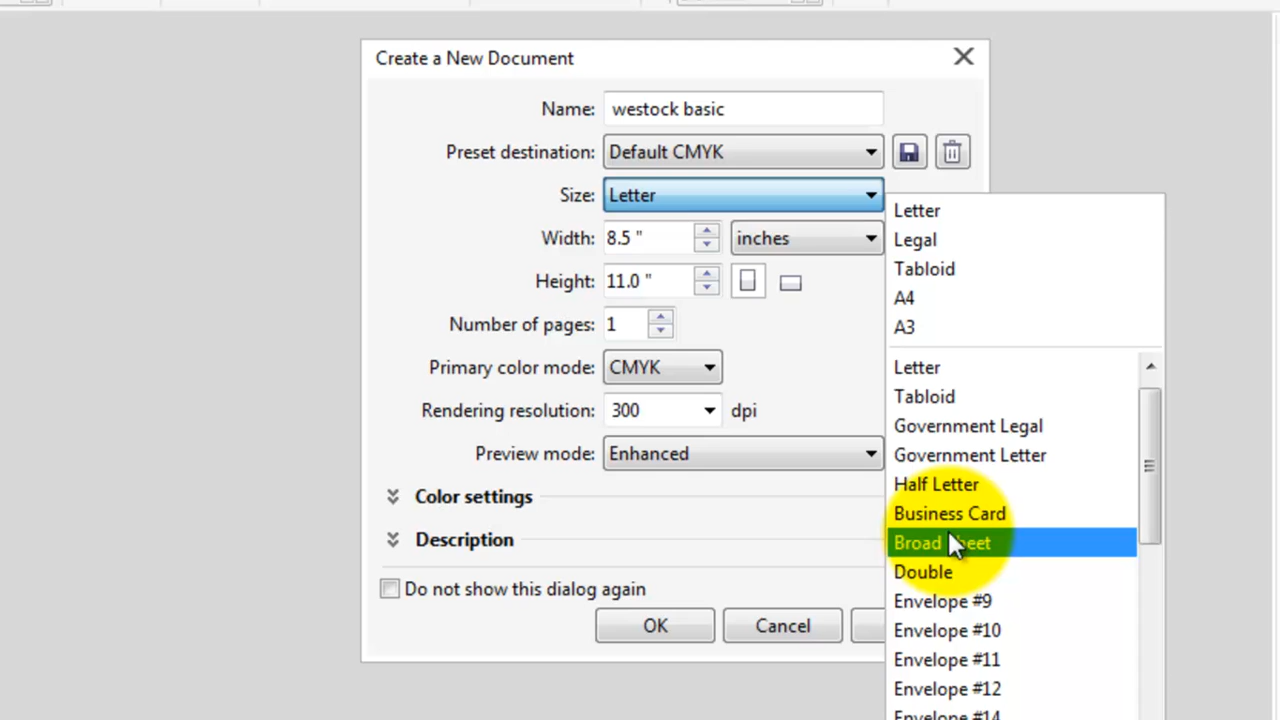 Create a New Document
Name: westock basic
Preset destination: Default CMYK
Size: Letter
Width: 8.5 " inches
Height: 11.0 "
Number of pages: 1
Primary color mode: CMYK
Rendering resolution: 300 dpi
Preview mode: Enhanced
Color settings
Description
Do not show this dialog again
OK Cancel
Letter
Legal
Tabloid
A4
A3
Letter
Tabloid
Government Legal
Government Letter
Half Letter
Business Card
Broad Sheet
Double
Envelope #9
Envelope #10
Envelope #11
Envelope #12
Envelope #14